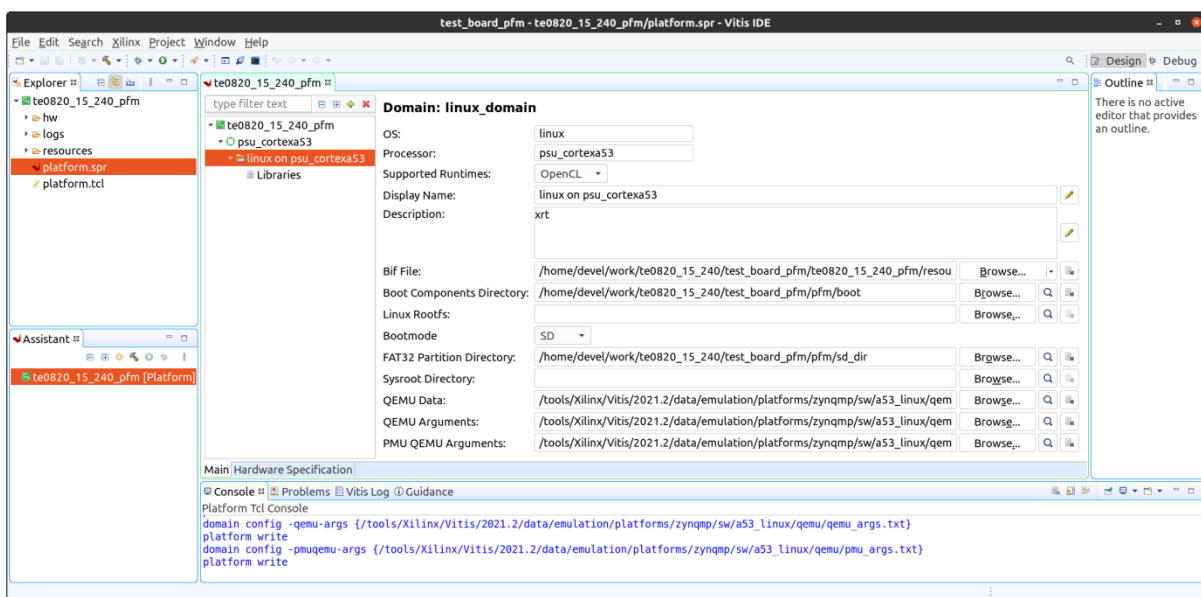 test_board_pfm - te0820_15_240_pfm/platform.spr - Vitis IDE
File Edit Search Xilinx Project Window Help
Design Debug
Explorer
te0820_15_240_pfm
hw
logs
resources
platform.spr
platform.tcl
Assistant
te0820_15_240_pfm [Platform]
te0820_15_240_pfm
type filter text
te0820_15_240_pfm
psu_cortexa53
linux on psu_cortexa53
Libraries
Domain: linux_domain
OS: linux
Processor: psu_cortexa53
Supported Runtimes: OpenCL
Display Name: linux on psu_cortexa53
Description: xrt
Bif File: /home/devel/work/te0820_15_240/test_board_pfm/te0820_15_240_pfm/resou Browse...
Boot Components Directory: /home/devel/work/te0820_15_240/test_board_pfm/pfm/boot Browse...
Linux Rootfs: Browse...
Bootmode SD
FAT32 Partition Directory: /home/devel/work/te0820_15_240/test_board_pfm/pfm/sd_dir Browse...
Sysroot Directory: Browse...
QEMU Data: /tools/Xilinx/Vitis/2021.2/data/emulation/platforms/zynqmp/sw/a53_linux/qem Browse...
QEMU Arguments: /tools/Xilinx/Vitis/2021.2/data/emulation/platforms/zynqmp/sw/a53_linux/qem Browse...
PMU QEMU Arguments: /tools/Xilinx/Vitis/2021.2/data/emulation/platforms/zynqmp/sw/a53_linux/qem Browse...
Main Hardware Specification
Outline
There is no active
editor that provides
an outline.
Console Problems Vitis Log Guidance
Platform Tcl Console
domain config -qemu-args {/tools/Xilinx/Vitis/2021.2/data/emulation/platforms/zynqmp/sw/a53_linux/qemu/qemu_args.txt}
platform write
domain config -pmuqemu-args {/tools/Xilinx/Vitis/2021.2/data/emulation/platforms/zynqmp/sw/a53_linux/qemu/pmu_args.txt}
platform write